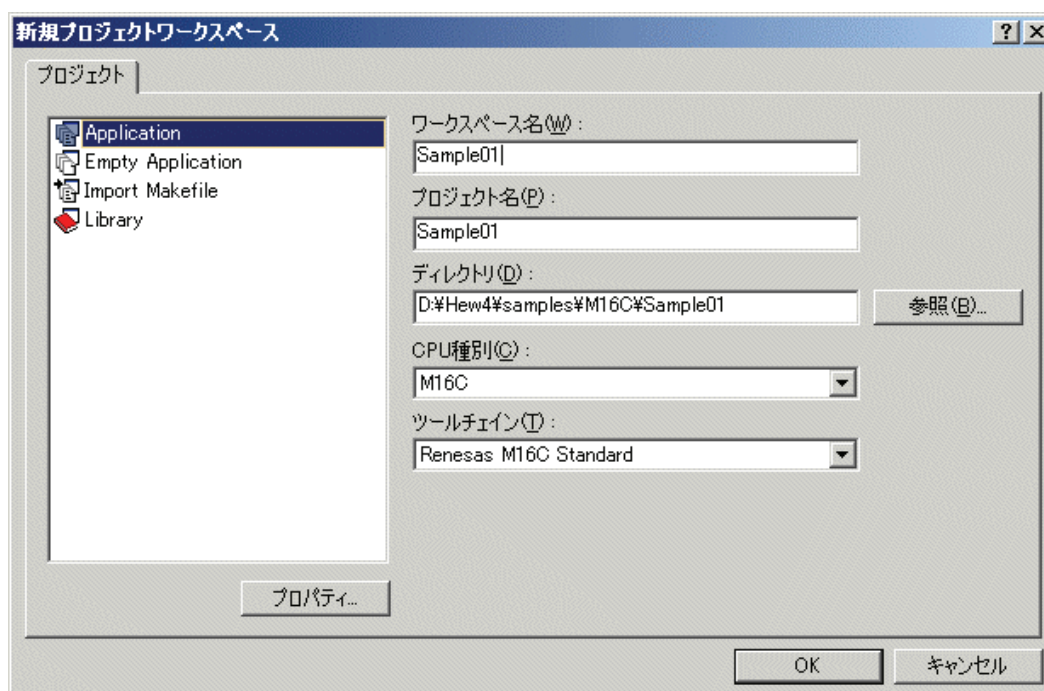 新規プロジェクトワークスペース
プロジェクト
Application
Empty Application
Import Makefile
Library
プロパティ...
ワークスペース名(W) :
Sample01
プロジェクト名(P) :
Sample01
ディレクトリ(D) :
D:¥Hew4¥samples¥M16C¥Sample01
参照(B)...
CPU種別(C) :
M16C
ツールチェイン(T) :
Renesas M16C Standard
OK
キャンセル